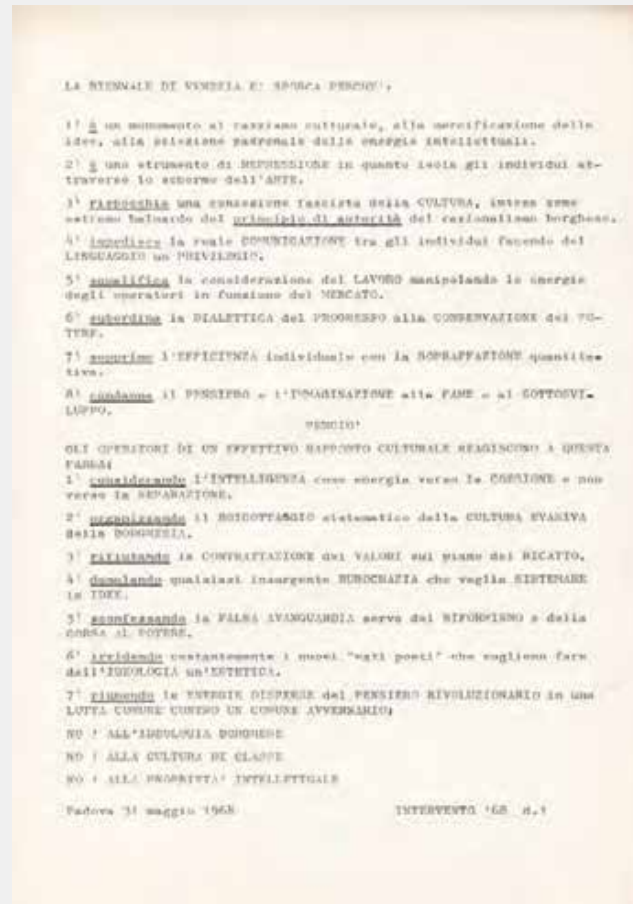 LA BIENNALE DI VENEZIA E' SPORCA PERCHE':
1° è un monumento al razzismo culturale, alla mercificazione delle
idee, alla selezione padronale delle energie intellettuali.
2° è uno strumento di REPRESSIONE in quanto isola gli individui at-
traverso lo schermo dell'ARTE.
3° rispecchia una concezione fascista della CULTURA, intesa come
estremo baluardo del principio di autorità del razionalismo borghese.
4° impedisce la reale COMUNICAZIONE tra gli individui facendo del
LINGUAGGIO un PRIVILEGIO.
5° squalifica la considerazione del LAVORO manipolando le energie
degli operatori in funzione del MERCATO.
6° subordina la DIALETTICA del PROGRESSO alla CONSERVAZIONE del PO-
TERE.
7° sopprime l'EFFICIENZA individuale con la SOPRAFFAZIONE quantita-
tiva.
8° condanna il PENSIERO e l'IMMAGINAZIONE alla FAME e al SOTTOSVI-
LUPPO.
PERCIO'
GLI OPERATORI DI UN EFFETTIVO RAPPORTO CULTURALE REAGISCONO A QUESTA
FARSA:
1° considerando l'INTELLIGENZA come energia verso la COESIONE e non
verso la SEPARAZIONE.
2° organizzando il BOICOTTAGGIO sistematico della CULTURA EVASIVA
della BORGHESIA.
3° rifiutando la CONTRATTAZIONE dei VALORI sul piano del RICATTO.
4° demolendo qualsiasi insorgente BUROCRAZIA che voglia SISTEMARE
le IDEE.
5° sconfessando la FALSA AVANGUARDIA serva del RIFORMISMO e della
CORSA AL POTERE.
6° irridendo costantemente i nuovi "vati poeti" che vogliono fare
dell'IDEOLOGIA un'ESTETICA.
7° riunendo le ENERGIE DISPERSE del PENSIERO RIVOLUZIONARIO in una
LOTTA COMUNE CONTRO UN COMUNE AVVERSARIO:
NO ! ALL'IDEOLOGIA BORGHESE
NO ! ALLA CULTURA DI CLASSE
NO ! ALLA PROPRIETA' INTELLETTUALE
Padova 31 maggio 1968 INTERVENTO '68 n.1